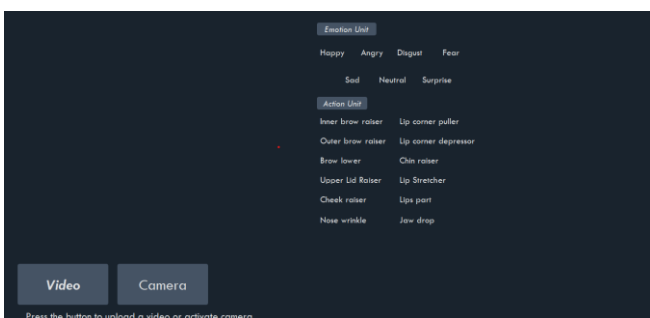 Emotion Unit
Happy Angry Disgust Fear
Sad Neutral Surprise
Action Unit
Inner brow raiser Lip corner puller
Outer brow raiser Lip corner depressor
Brow lower Chin raiser
Upper Lid Raiser Lip Stretcher
Cheek raiser Lips part
Nose wrinkle Jaw drop
Video Camera
Press the button to upload a video or activate camera